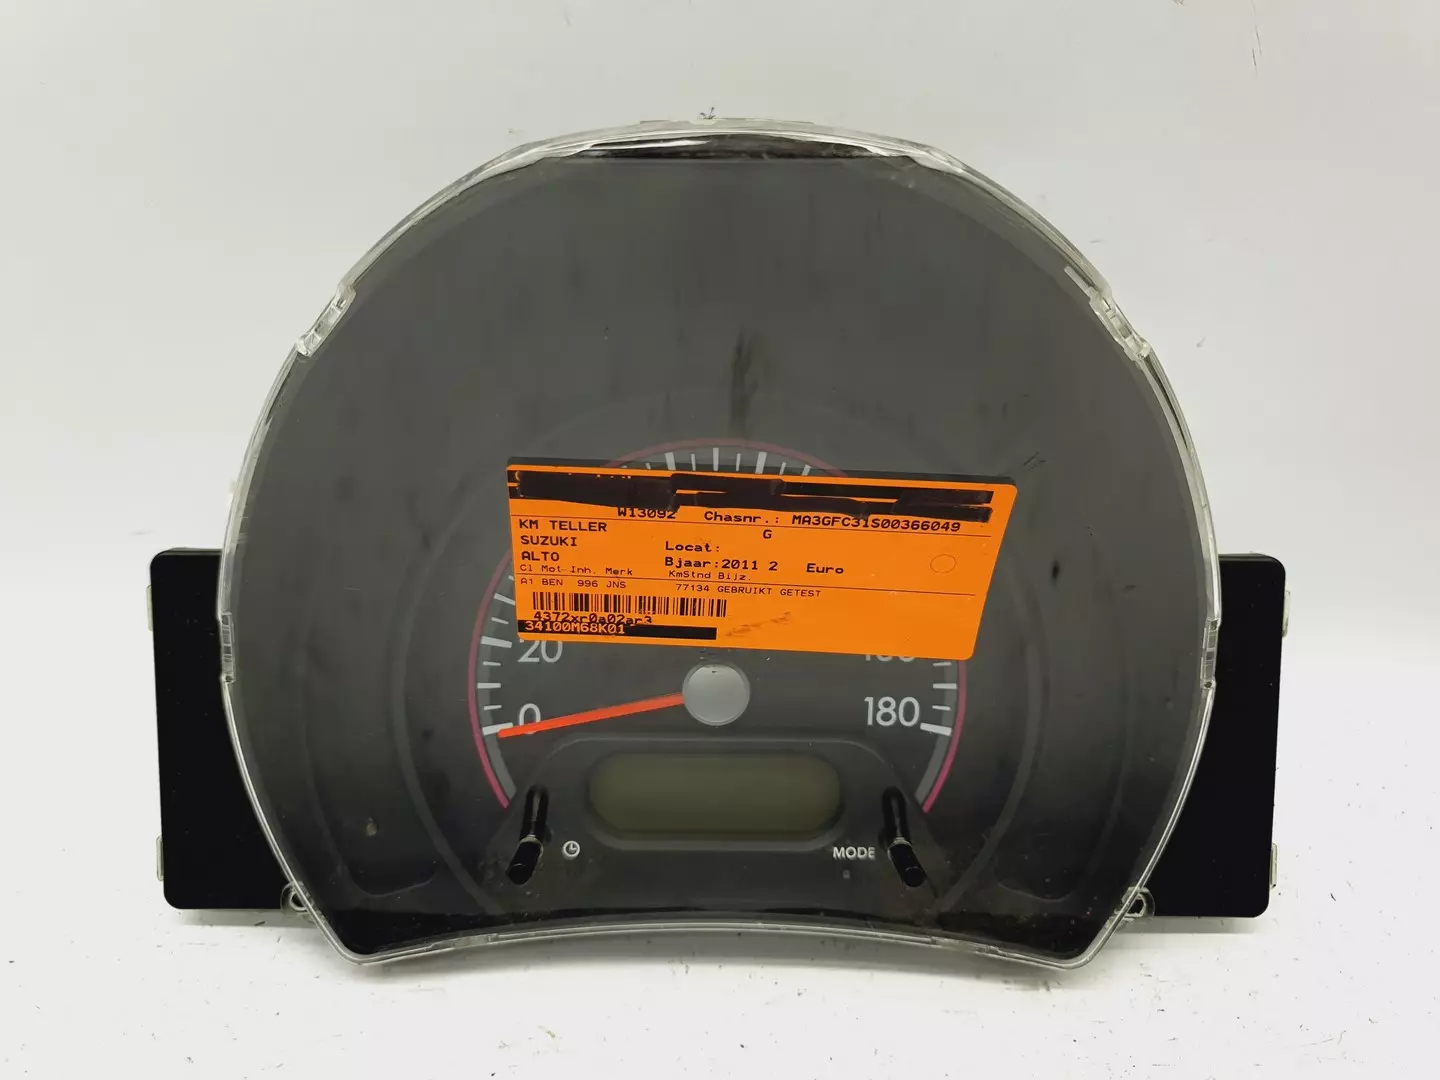 W13092 Chasnr.: MA3GFC31S00366049
KM TELLER G
SUZUKI Locat:
ALTO Bjaar:2011 2 Euro
Cl Mot Inh. Merk KmStnd Bijz.
A1 BEN 996 JNS 77134 GEBRUIKT GETEST
4372xr0a02ar3
34100M68K01
20
0 180
MODE